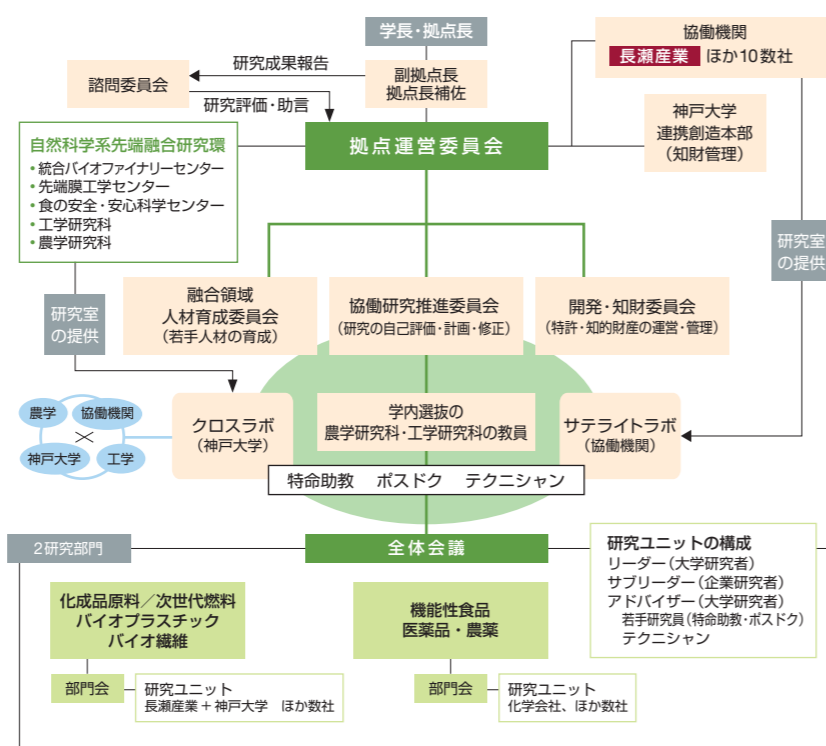 学長・拠点長
協働機関
長瀬産業 ほか10数社
研究成果報告
諮問委員会
副拠点長
拠点長補佐
研究評価・助言
神戸大学
連携創造本部
(知財管理)
拠点運営委員会
自然科学系先端融合研究環
・統合バイオファイナリーセンター
・先端膜工学センター
・食の安全・安心科学センター
・工学研究科
・農学研究科
研究室
の提供
研究室
の提供
融合領域
人材育成委員会
(若手人材の育成)
協働研究推進委員会
(研究の自己評価・計画・修正)
開発・知財委員会
(特許・知的財産の運営・管理)
農学
協働機関
×
神戸大学
工学
クロスラボ
(神戸大学)
学内選抜の
農学研究科・工学研究科の教員
サテライトラボ
(協働機関)
特命助教 ポスドク テクニシャン
2研究部門
全体会議
研究ユニットの構成
リーダー(大学研究者)
サブリーダー(企業研究者)
アドバイザー(大学研究者)
若手研究員(特命助教・ポスドク)
テクニシャン
化成品原料/次世代燃料
バイオプラスチック
バイオ繊維
機能性食品
医薬品・農薬
部門会
研究ユニット
長瀬産業+神戸大学 ほか数社
部門会
研究ユニット
化学会社、ほか数社